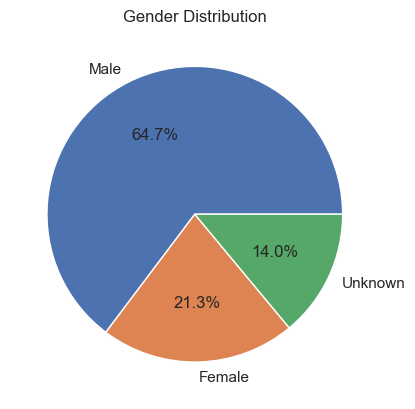 Gender Distribution
Male
64.7%
14.0%
Unknown
21.3%
Female